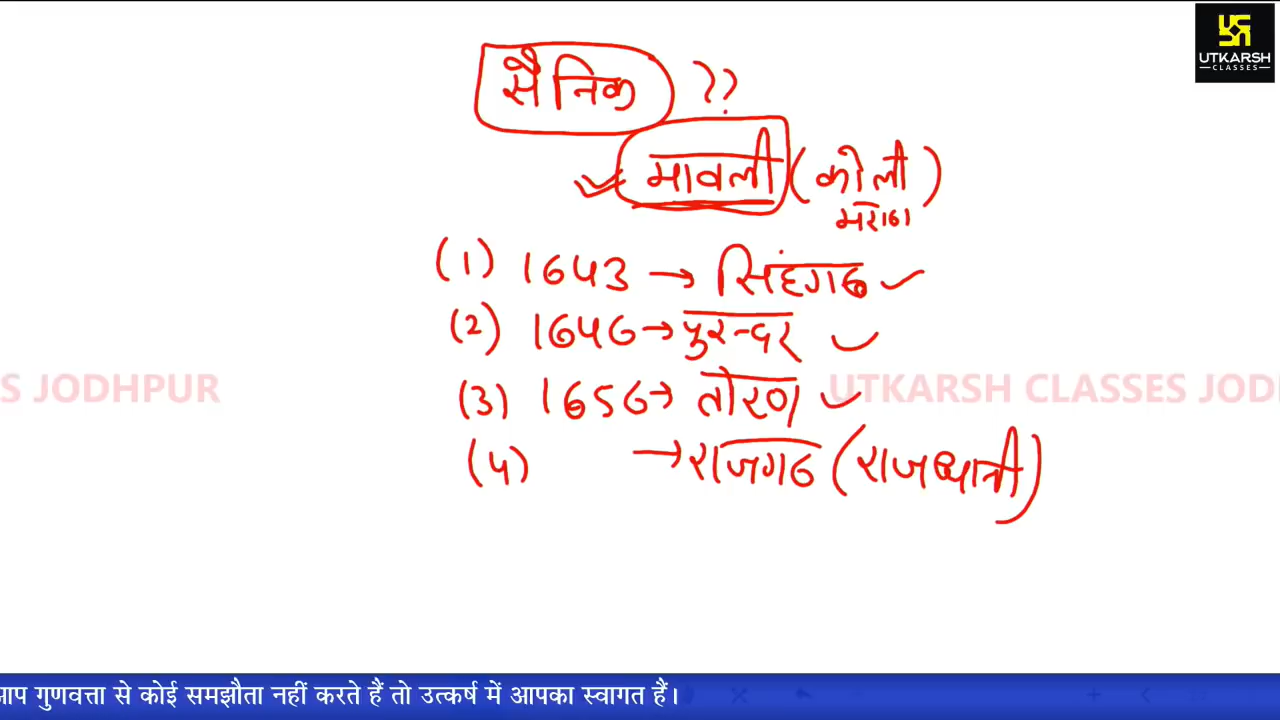 UTKARSH
CLASSES
सैनिक ??
मावली (कोली)
मराठा
(1) 1643 → सिंहगढ
(2) 1646 → पुरन्दर
(3) 1656 → तोरण
(4) → राजगढ (राजधानी)
S JODHPUR UTKARSH CLASSES JOD
आप गुणवत्ता से कोई समझौता नहीं करते हैं तो उत्कर्ष में आपका स्वागत हैं।